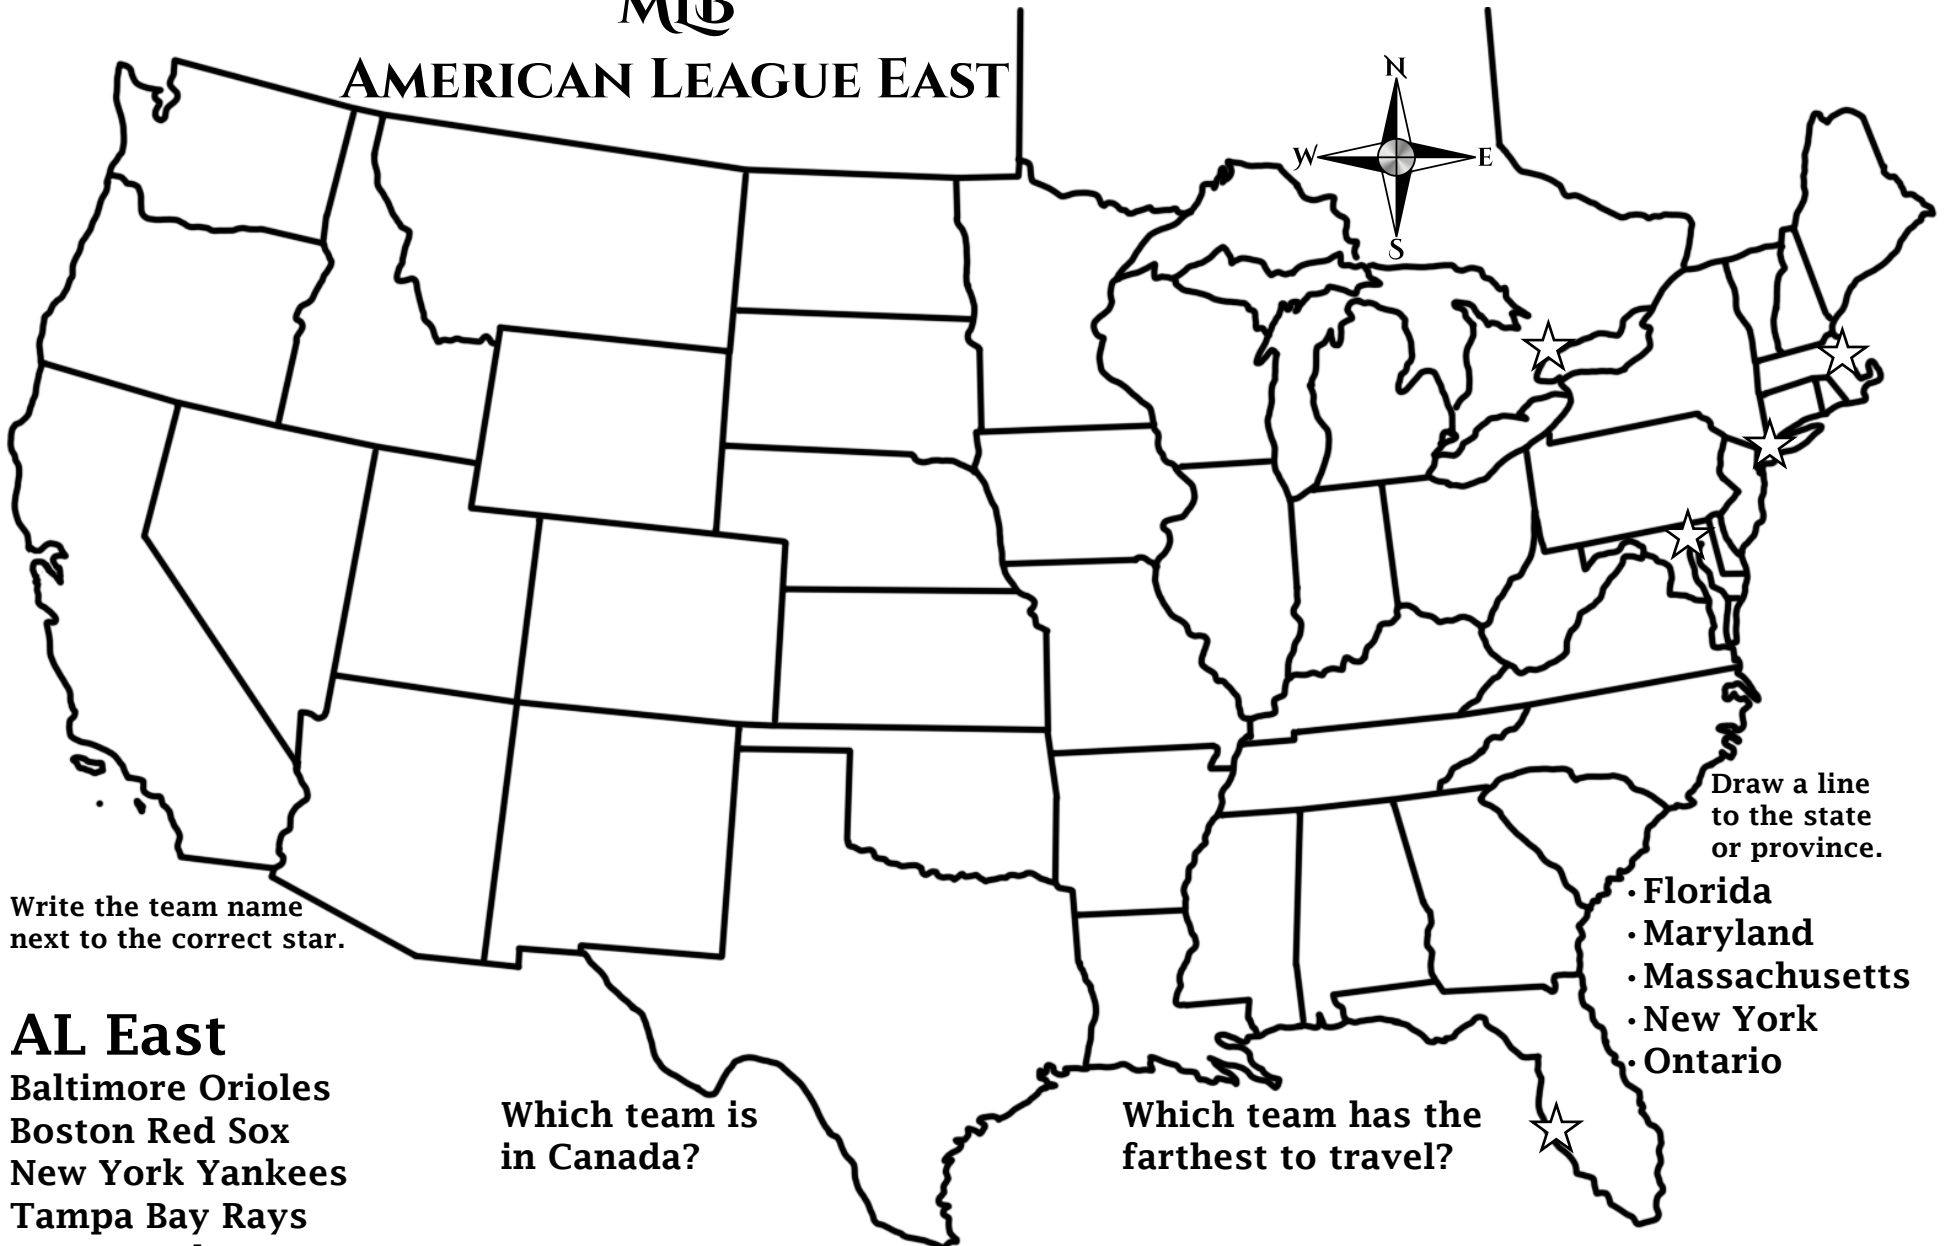 MLB
American League East
N
W
E
S
Draw a line
to the state
or province.
· Florida
· Maryland
· Massachusetts
· New York
· Ontario
Write the team name
next to the correct star.
AL East
Baltimore Orioles
Boston Red Sox
New York Yankees
Tampa Bay Rays
Which team is
in Canada?
Which team has the
farthest to travel?